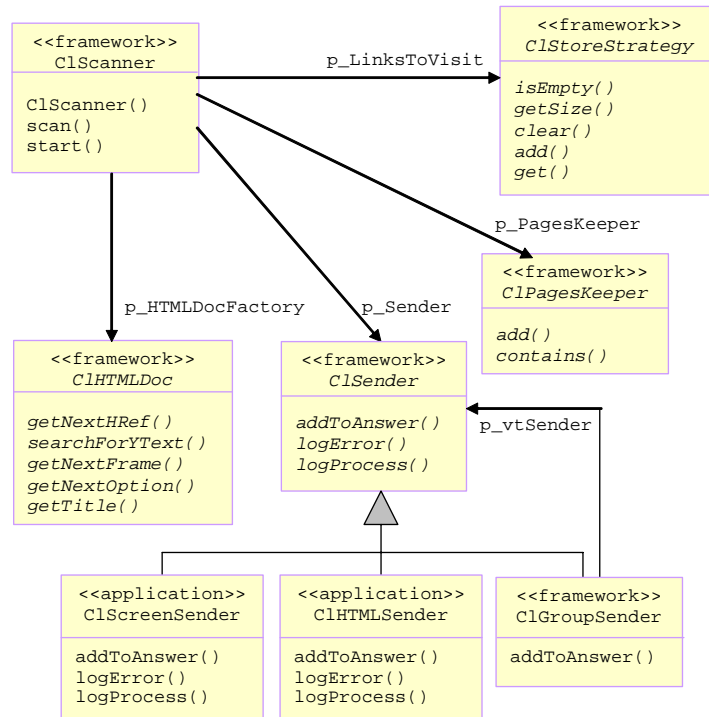 <<framework>>
ClScanner
ClScanner()
scan()
start()
p_LinksToVisit
<<framework>>
ClStoreStrategy
isEmpty()
getSize()
clear()
add()
get()
p_PagesKeeper
<<framework>>
ClPagesKeeper
add()
contains()
p_HTMLDocFactory
p_Sender
<<framework>>
ClHTMLDoc
getNextHRef()
searchForYText()
getNextFrame()
getNextOption()
getTitle()
<<framework>>
ClSender
addToAnswer()
logError()
logProcess()
p_vtSender
<<application>>
ClScreenSender
addToAnswer()
logError()
logProcess()
<<application>>
ClHTMLSender
addToAnswer()
logError()
logProcess()
<<framework>>
ClGroupSender
addToAnswer()